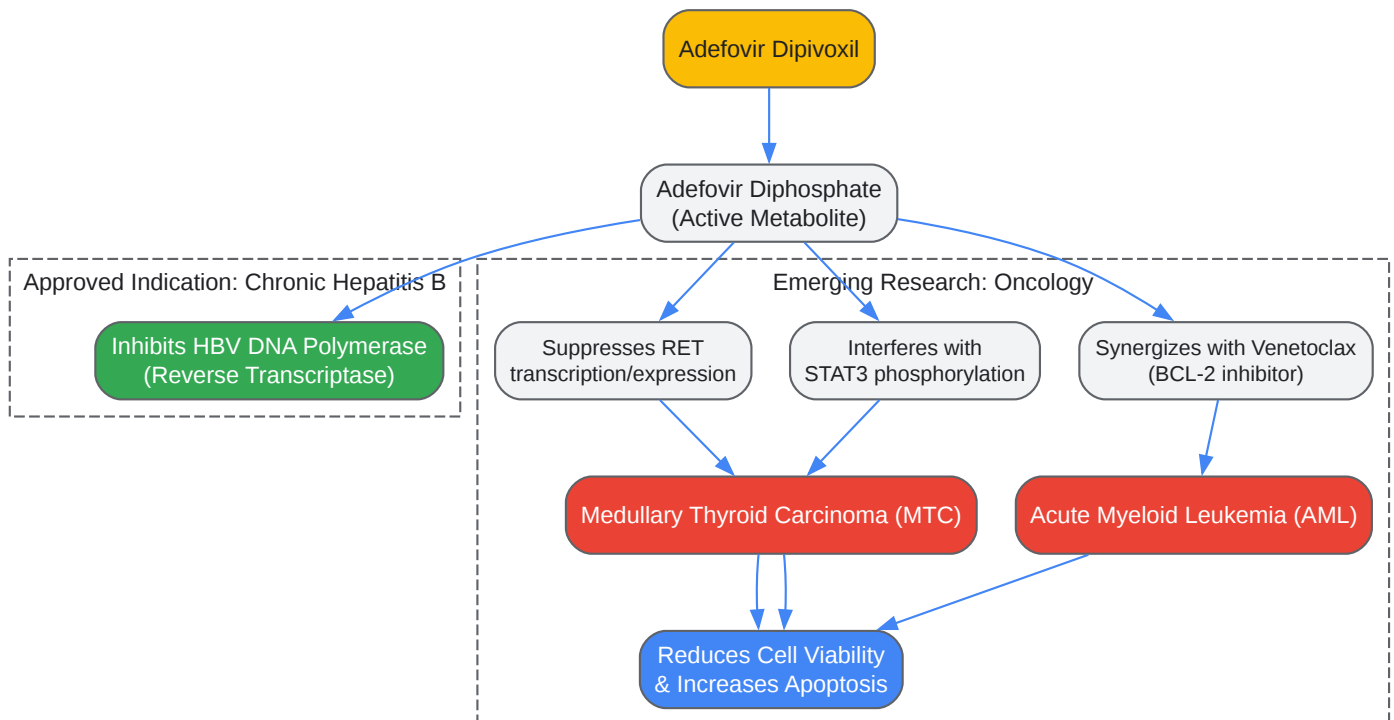 Adefovir Dipivoxil
Adefovir Diphosphate
(Active Metabolite)
Approved Indication: Chronic Hepatitis B
Emerging Research: Oncology
Inhibits HBV DNA Polymerase
(Reverse Transcriptase)
Suppresses RET
transcription/expression
Interferes with
STAT3 phosphorylation
Synergizes with Venetoclax
(BCL-2 inhibitor)
Medullary Thyroid Carcinoma (MTC)
Acute Myeloid Leukemia (AML)
Reduces Cell Viability
& Increases Apoptosis